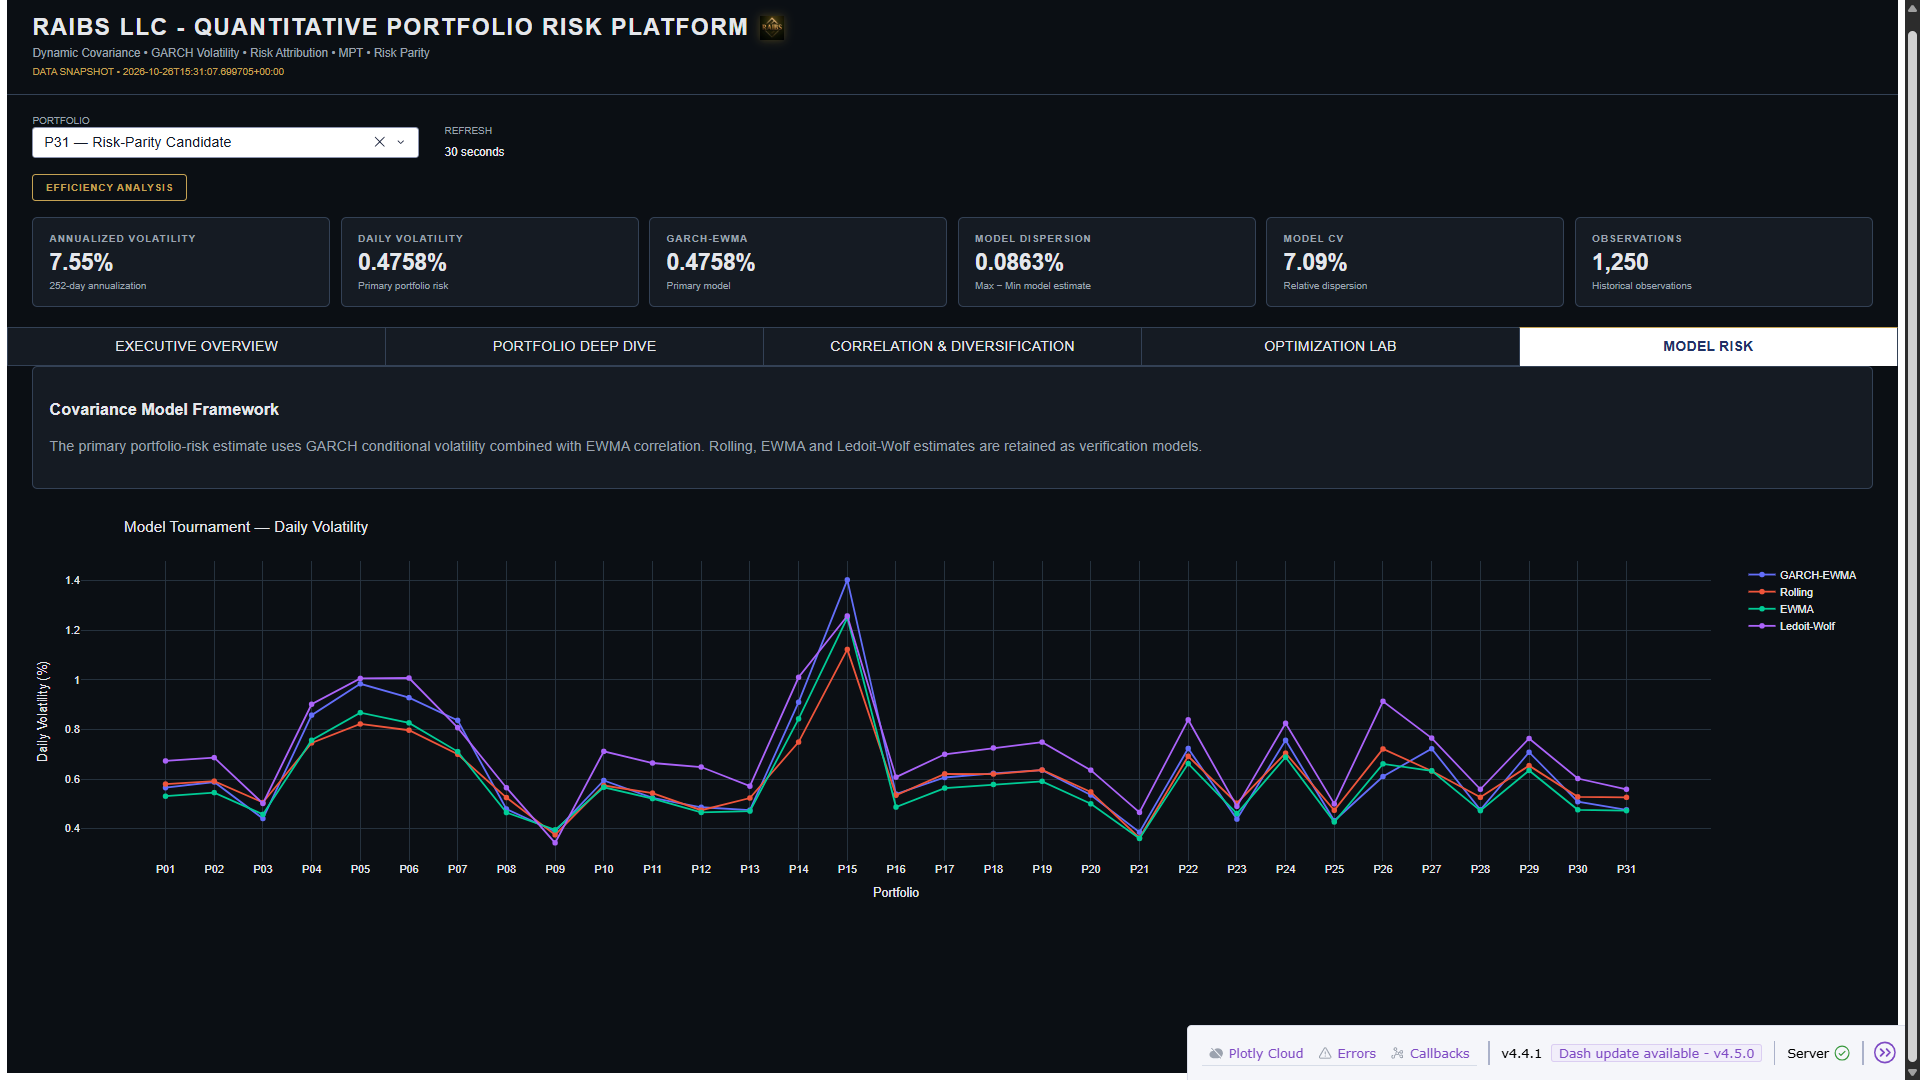 RAIBS LLC - QUANTITATIVE PORTFOLIO RISK PLATFORM
RAIBS
Dynamic Covariance • GARCH Volatility • Risk Attribution • MPT • Risk Parity
DATA SNAPSHOT • 2026-10-26T15:31:07.699705+00:00
PORTFOLIO
P31 — Risk-Parity Candidate
REFRESH
30 seconds
EFFICIENCY ANALYSIS
ANNUALIZED VOLATILITY
7.55%
252-day annualization
DAILY VOLATILITY
0.4758%
Primary portfolio risk
GARCH-EWMA
0.4758%
Primary model
MODEL DISPERSION
0.0863%
Max − Min model estimate
MODEL CV
7.09%
Relative dispersion
OBSERVATIONS
1,250
Historical observations
EXECUTIVE OVERVIEW
PORTFOLIO DEEP DIVE
CORRELATION & DIVERSIFICATION
OPTIMIZATION LAB
MODEL RISK
Covariance Model Framework
The primary portfolio-risk estimate uses GARCH conditional volatility combined with EWMA correlation. Rolling, EWMA and Ledoit-Wolf estimates are retained as verification models.
Model Tournament — Daily Volatility
1.4
1.2
1
0.8
0.6
0.4
Daily Volatility (%)
P01 P02 P03 P04 P05 P06 P07 P08 P09 P10 P11 P12 P13 P14 P15 P16 P17 P18 P19 P20 P21 P22 P23 P24 P25 P26 P27 P28 P29 P30 P31
Portfolio
GARCH-EWMA
Rolling
EWMA
Ledoit-Wolf
Plotly Cloud Errors Callbacks v4.4.1 Dash update available - v4.5.0 Server